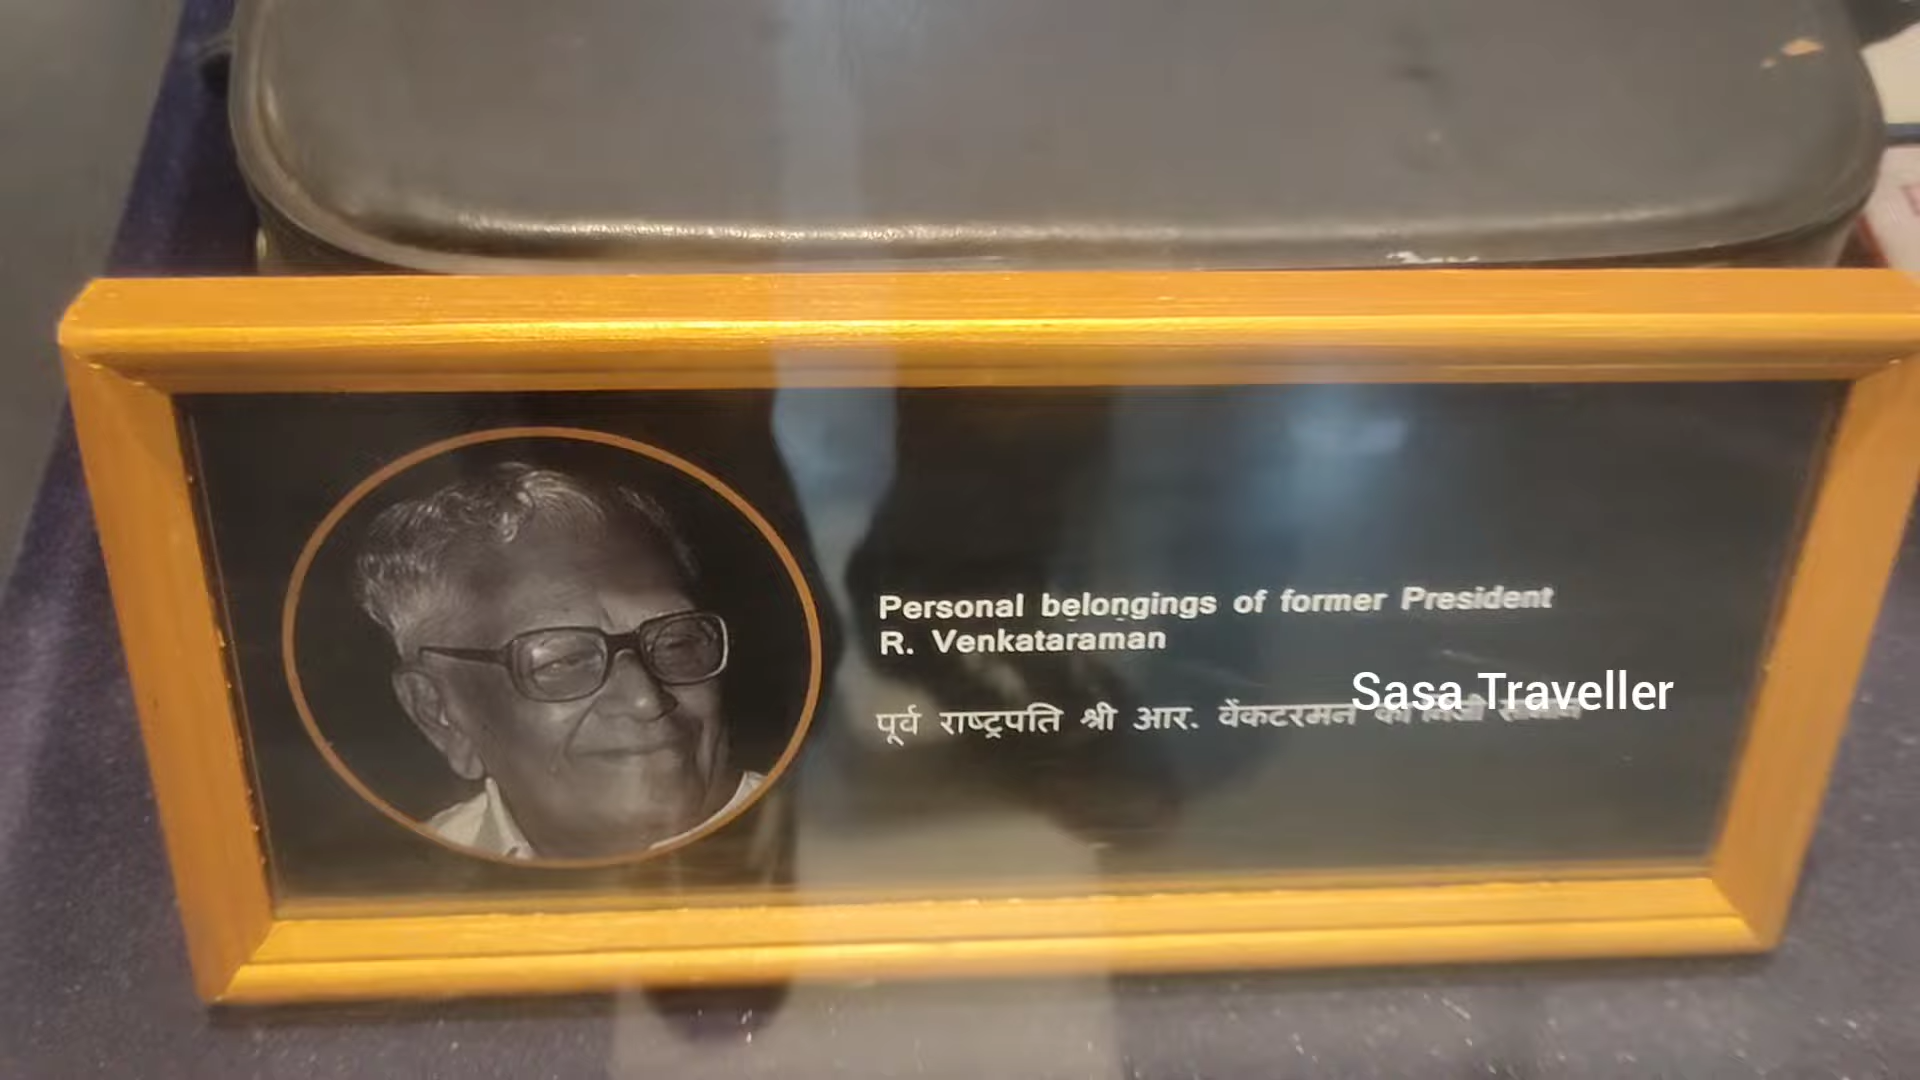 Personal belongings of former President
R. Venkataraman
Sasa Traveller
पूर्व राष्ट्रपति श्री आर. वेंकटरमन